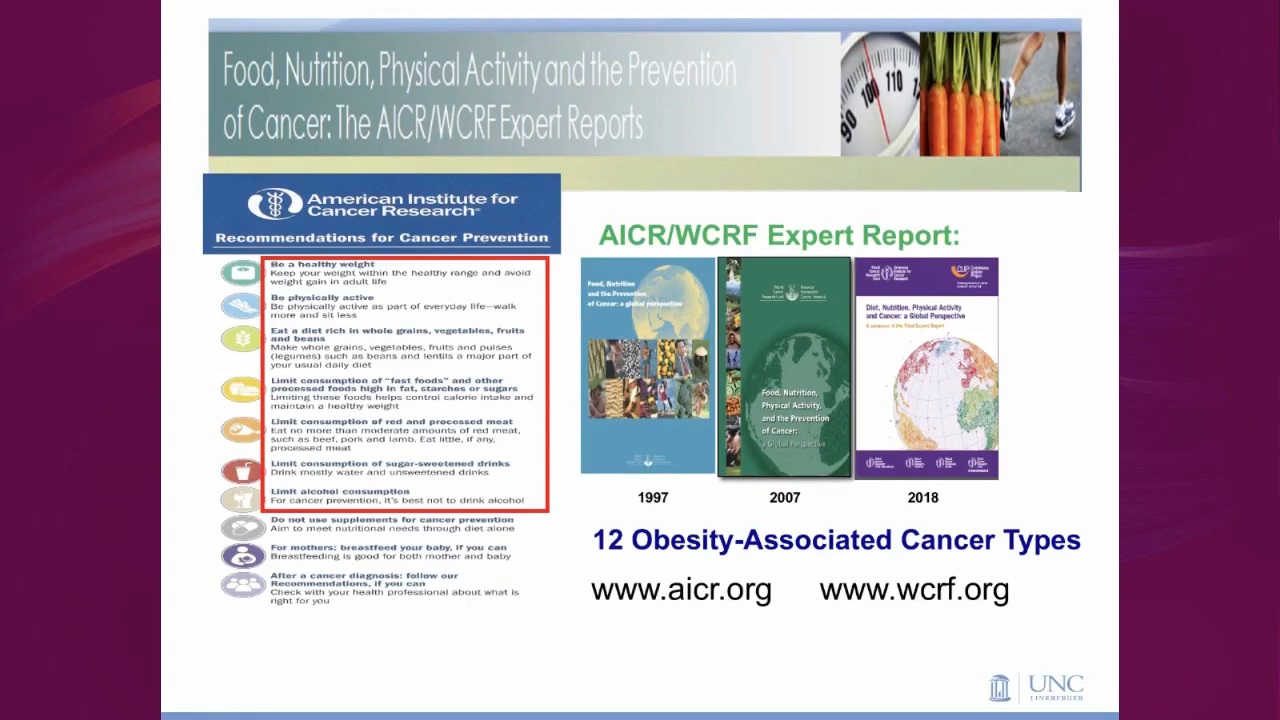 Food, Nutrition, Physical Activity and the Prevention
of Cancer: The AICR/WCRF Expert Reports
90
100
110
American Institute for
Cancer Research
Recommendations for Cancer Prevention
Be a healthy weight
Keep your weight within the healthy range and avoid
weight gain in adult life
Be physically active
Be physically active as part of everyday life—walk
more and sit less
Eat a diet rich in whole grains, vegetables, fruits
and beans
Make whole grains, vegetables, fruits and pulses
(legumes) such as beans and lentils a major part of
your usual daily diet
Limit consumption of “fast foods” and other
processed foods high in fat, starches or sugars
Limiting these foods helps control calorie intake and
maintain a healthy weight
Limit consumption of red and processed meat
Eat no more than moderate amounts of red meat,
such as beef, pork and lamb. Eat little, if any,
processed meat
Limit consumption of sugar-sweetened drinks
Drink mostly water and unsweetened drinks
Limit alcohol consumption
For cancer prevention, it's best not to drink alcohol
Do not use supplements for cancer prevention
Aim to meet nutritional needs through diet alone
For mothers: breastfeed your baby, if you can
Breastfeeding is good for both mother and baby
After a cancer diagnosis: follow our
Recommendations, if you can
Check with your health professional about what is
right for you
AICR/WCRF Expert Report:
Food, Nutrition
and the Prevention
of Cancer: a global perspective
Food, Nutrition,
Physical Activity,
and the Prevention
of Cancer:
a Global Perspective
Diet, Nutrition, Physical Activity
and Cancer: a Global Perspective
A summary of the Third Expert Report
1997
2007
2018
12 Obesity-Associated Cancer Types
www.aicr.org
www.wcrf.org
UNC
LINEBERGER